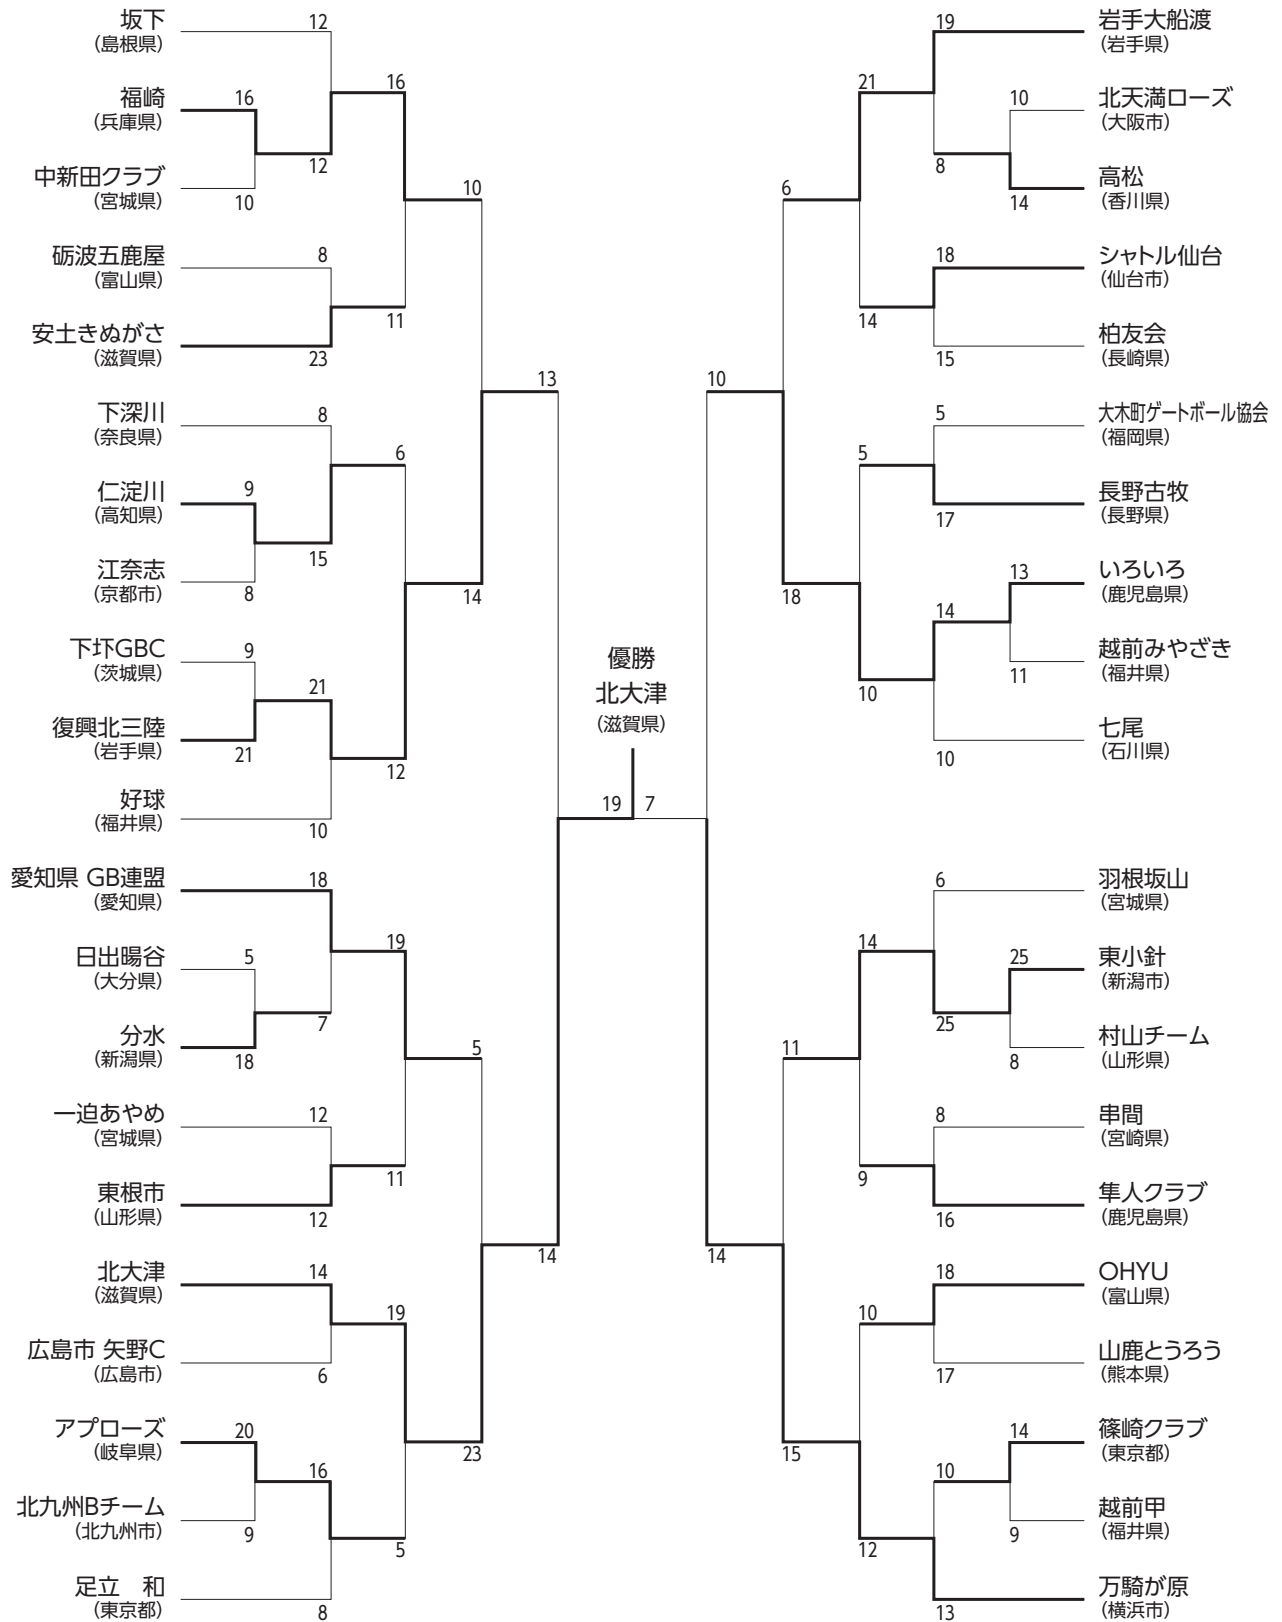 坂下
(島根県)
12
福崎
(兵庫県)
16
中新田クラブ
(宮城県)
10
12
16
砺波五鹿屋
(富山県)
8
安土きぬがさ
(滋賀県)
23
11
10
下深川
(奈良県)
8
仁淀川
(高知県)
9
江奈志
(京都市)
8
15
6
下圷GBC
(茨城県)
9
復興北三陸
(岩手県)
21
21
好球
(福井県)
10
12
14
13
愛知県 GB連盟
(愛知県)
18
日出暘谷
(大分県)
5
分水
(新潟県)
18
7
19
一迫あやめ
(宮城県)
12
東根市
(山形県)
12
11
5
北大津
(滋賀県)
14
広島市 矢野C
(広島市)
6
19
アプローズ
(岐阜県)
20
北九州Bチーム
(北九州市)
9
16
足立　和
(東京都)
8
5
23
14
優勝
北大津
(滋賀県)
19 7
岩手大船渡
(岩手県)
19
北天満ローズ
(大阪市)
10
高松
(香川県)
14
8
21
シャトル仙台
(仙台市)
18
柏友会
(長崎県)
15
14
6
大木町ゲートボール協会
(福岡県)
5
長野古牧
(長野県)
17
5
いろいろ
(鹿児島県)
13
越前みやざき
(福井県)
11
14
七尾
(石川県)
10
10
18
10
羽根坂山
(宮城県)
6
東小針
(新潟市)
25
村山チーム
(山形県)
8
25
14
串間
(宮崎県)
8
隼人クラブ
(鹿児島県)
16
9
11
OHYU
(富山県)
18
山鹿とうろう
(熊本県)
17
10
篠崎クラブ
(東京都)
14
越前甲
(福井県)
9
10
万騎が原
(横浜市)
13
12
15
14